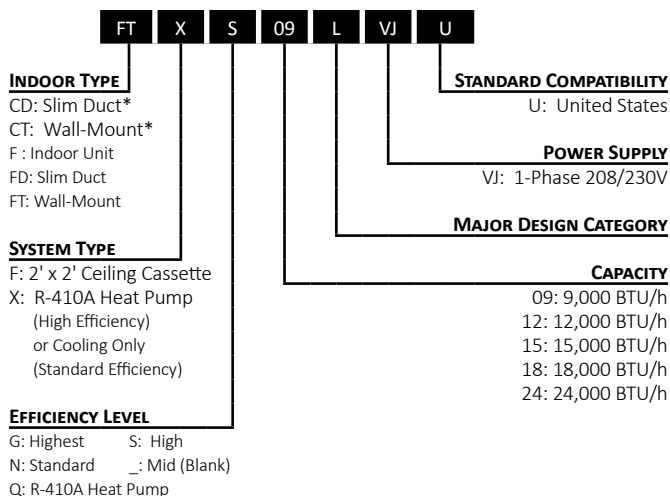 FT X S 09 L VJ U
INDOOR TYPE
CD: Slim Duct*
CT: Wall-Mount*
F : Indoor Unit
FD: Slim Duct
FT: Wall-Mount
SYSTEM TYPE
F: 2' x 2' Ceiling Cassette
X: R-410A Heat Pump
(High Efficiency)
or Cooling Only
(Standard Efficiency)
EFFICIENCY LEVEL
G: Highest S: High
N: Standard _: Mid (Blank)
Q: R-410A Heat Pump
STANDARD COMPATIBILITY
U: United States
POWER SUPPLY
VJ: 1-Phase 208/230V
MAJOR DESIGN CATEGORY
CAPACITY
09: 9,000 BTU/h
12: 12,000 BTU/h
15: 15,000 BTU/h
18: 18,000 BTU/h
24: 24,000 BTU/h